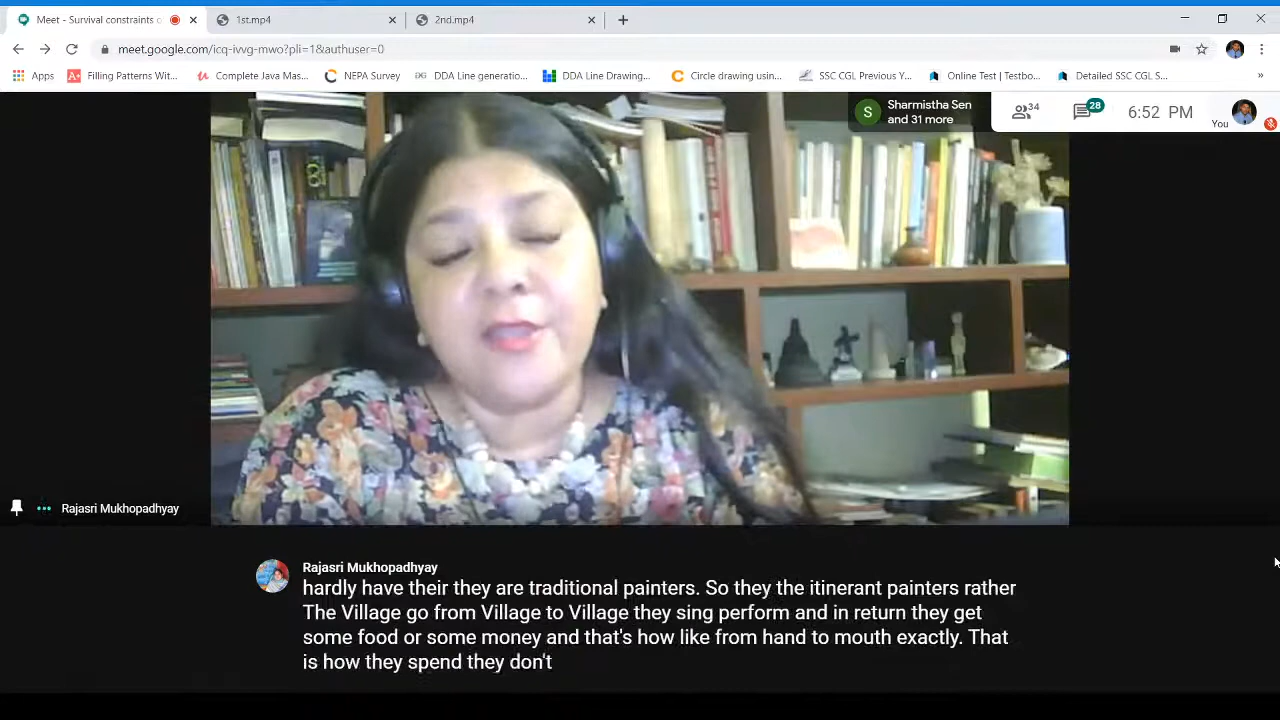 Meet - Survival constraints o
1st.mp4
2nd.mp4
meet.google.com/icq-ivvg-mwo?pli=1&authuser=0
Apps
Filling Patterns Wit...
Complete Java Mas...
NEPA Survey
DDA Line generatio...
DDA Line Drawing...
Circle drawing usin...
SSC CGL Previous Y...
Online Test | Testbo...
Detailed SSC CGL S...
S
Sharmistha Sen
and 31 more
34
28
6:52 PM
You
Rajasri Mukhopadhyay
Rajasri Mukhopadhyay
hardly have their they are traditional painters. So they the itinerant painters rather
The Village go from Village to Village they sing perform and in return they get
some food or some money and that's how like from hand to mouth exactly. That
is how they spend they don't